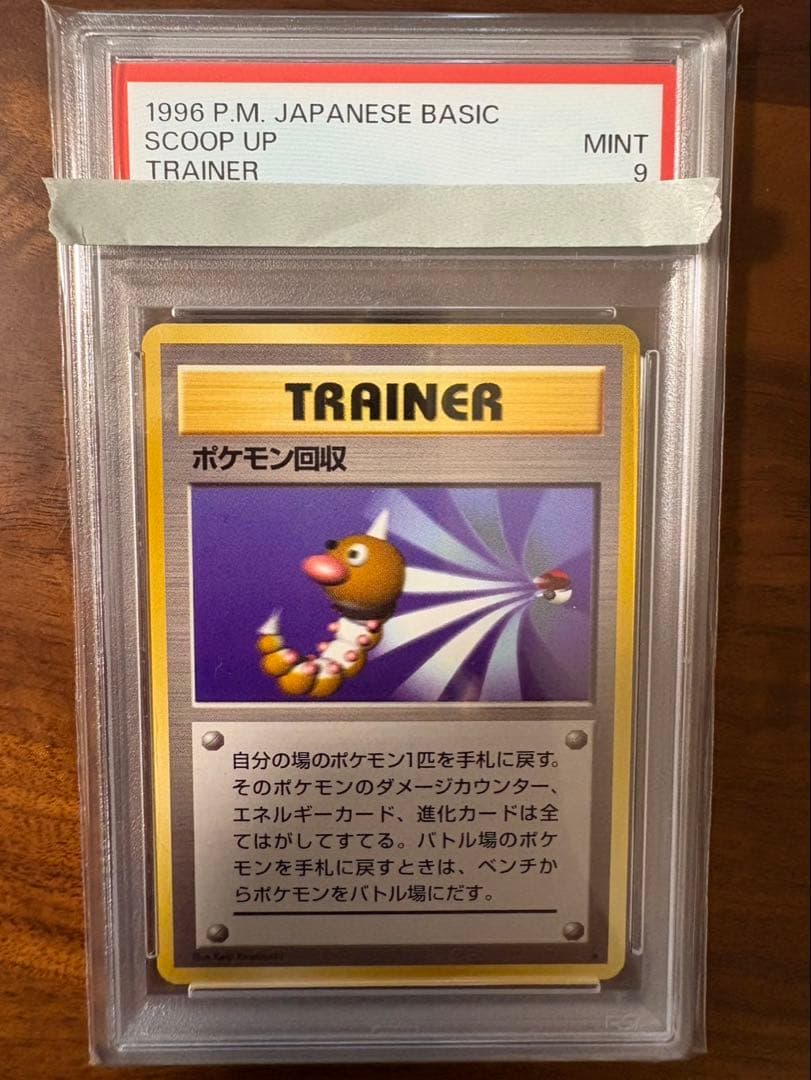 1996 P.M. JAPANESE BASIC
SCOOP UP MINT
TRAINER 9
TRAINER
ポケモン回収
自分の場のポケモン1匹を手札に戻す。
そのポケモンのダメージカウンター、
エネルギーカード、進化カードは全
てはがしてすてる。バトル場のポケ
モンを手札に戻すときは、ベンチか
らポケモンをバトル場にだす。